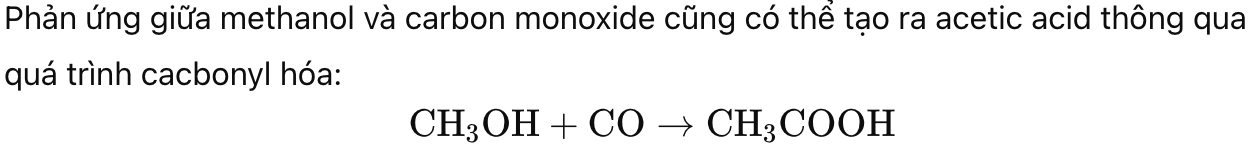 Phản ứng giữa methanol và carbon monoxide cũng có thể tạo ra acetic acid thông qua
quá trình cacbonyl hóa:
CH₃OH + CO → CH₃COOH